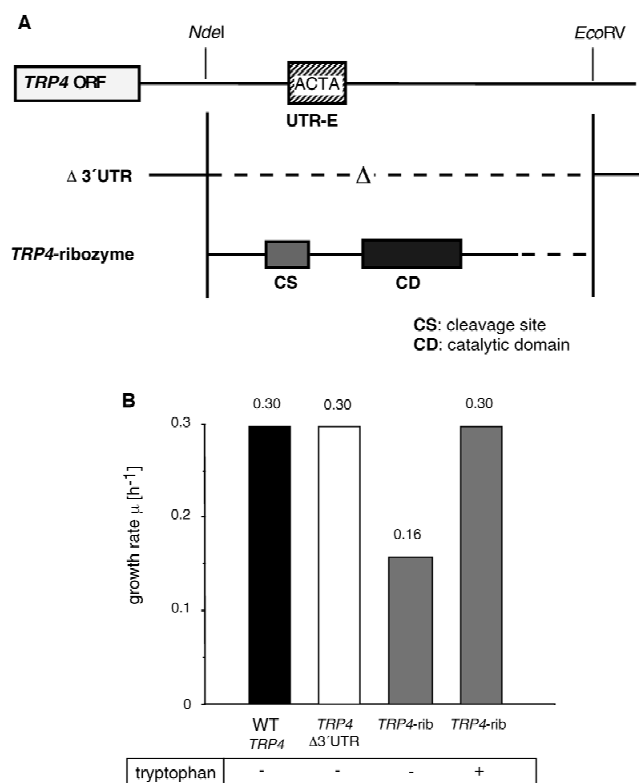 A
NdeI
EcoRV
TRP4 ORF
ACTA
UTR-E
Δ 3´UTR
Δ
TRP4-ribozyme
CS
CD
CS: cleavage site
CD: catalytic domain
B
0.30
0.30
0.16
0.30
growth rate μ [h-1]
0.3
0.2
0.1
0
WT TRP4
TRP4 Δ3´UTR
TRP4-rib
TRP4-rib
tryptophan - - - +